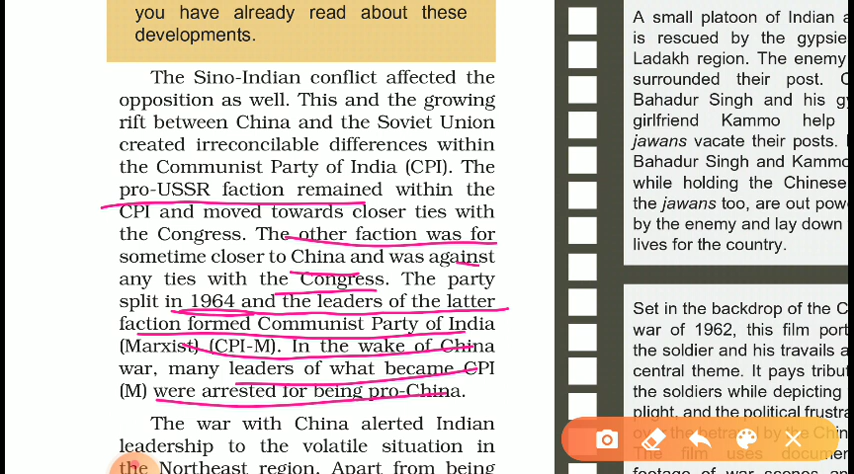 you have already read about these
developments.
The Sino-Indian conflict affected the
opposition as well. This and the growing
rift between China and the Soviet Union
created irreconcilable differences within
the Communist Party of India (CPI). The
pro-USSR faction remained within the
CPI and moved towards closer ties with
the Congress. The other faction was for
sometime closer to China and was against
any ties with the Congress. The party
split in 1964 and the leaders of the latter
faction formed Communist Party of India
(Marxist) (CPI-M). In the wake of China
war, many leaders of what became CPI
(M) were arrested for being pro-China.
The war with China alerted Indian
leadership to the volatile situation in
the Northeast region. Apart from being
A small platoon of Indian
is rescued by the gypsie
Ladakh region. The enemy
surrounded their post.
Bahadur Singh and his
girlfriend Kammo help
jawans vacate their posts.
Bahadur Singh and Kammo
while holding the Chinese
the jawans too, are out pow
by the enemy and lay down
lives for the country.
Set in the backdrop of the
war of 1962, this film port
the soldier and his travails
central theme. It pays tribut
the soldiers while depicting
plight, and the political frustra
the by the Chin
The film uses documen
footage of war scenes and